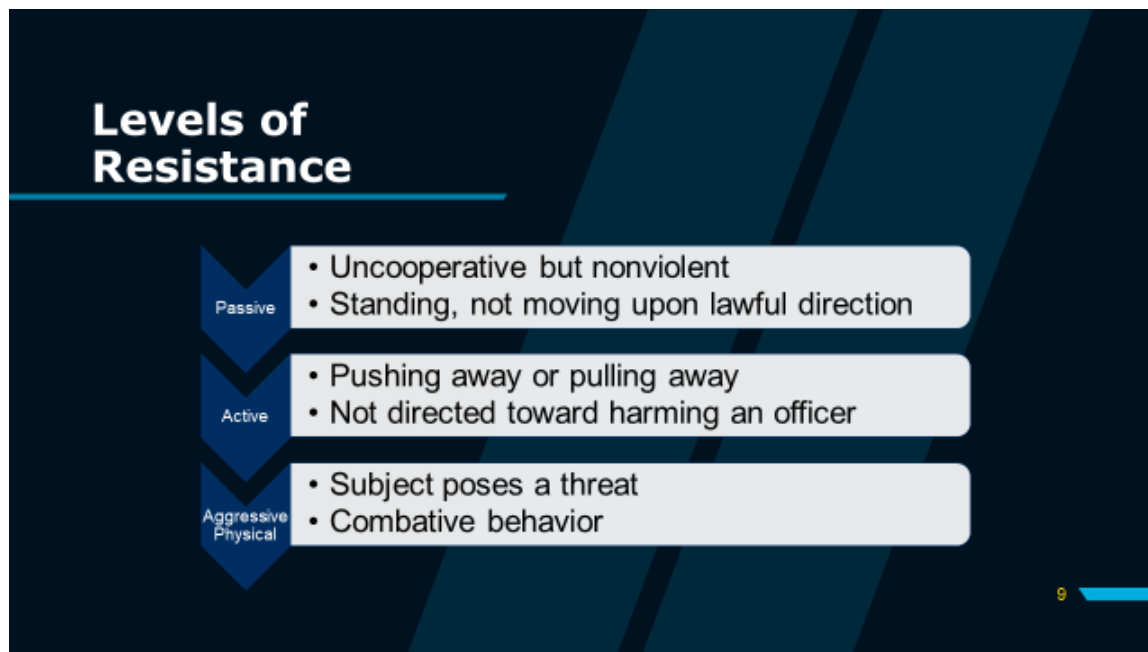 Levels of
Resistance
Passive
• Uncooperative but nonviolent
• Standing, not moving upon lawful direction
Active
• Pushing away or pulling away
• Not directed toward harming an officer
Aggressive
Physical
• Subject poses a threat
• Combative behavior
9